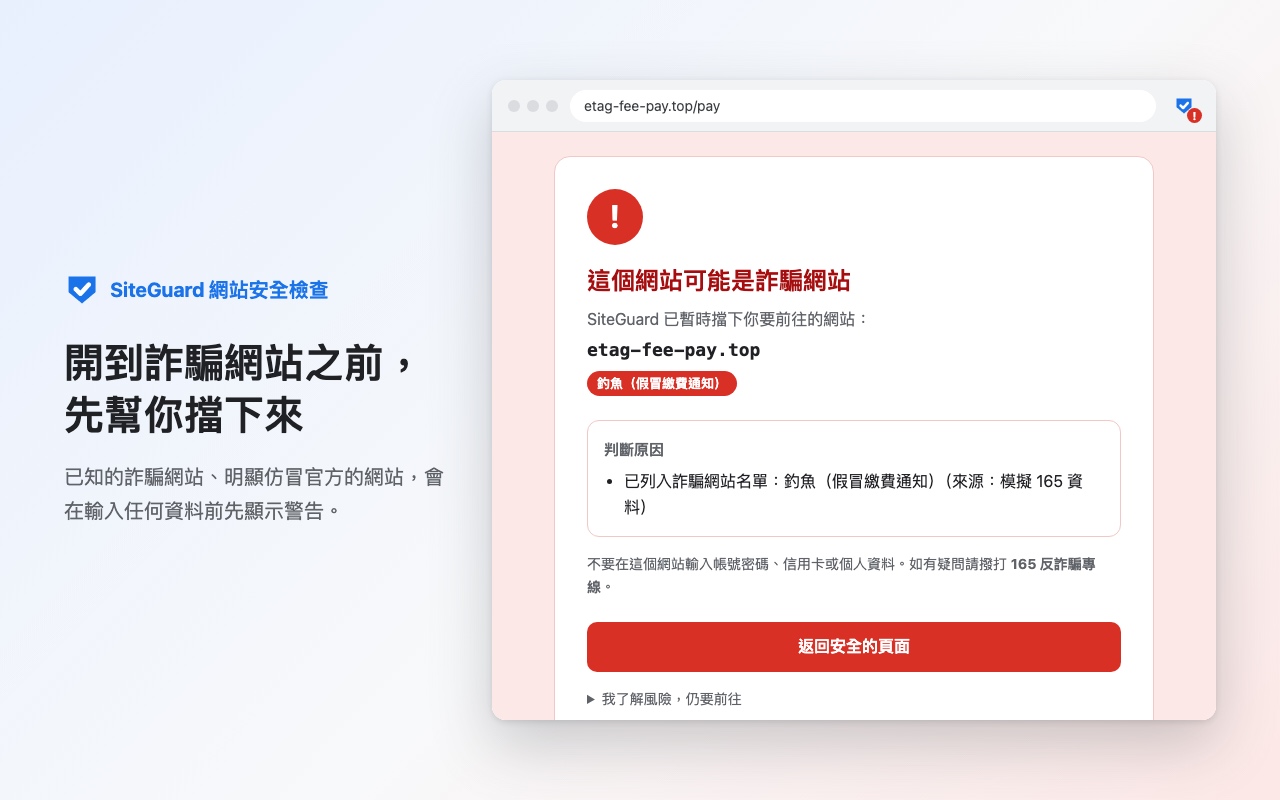 SiteGuard 網站安全檢查
開到詐騙網站之前，
先幫你擋下來
已知的詐騙網站、明顯仿冒官方的網站，會
在輸入任何資料前先顯示警告。
etag-fee-pay.top/pay
!
!
這個網站可能是詐騙網站
SiteGuard 已暫時擋下你要前往的網站：
etag-fee-pay.top
釣魚（假冒繳費通知）
判斷原因
• 已列入詐騙網站名單：釣魚（假冒繳費通知）（來源：模擬 165 資
料）
不要在這個網站輸入帳號密碼、信用卡或個人資料。如有疑問請撥打 165 反詐騙專
線。
返回安全的頁面
▶ 我了解風險，仍要前往